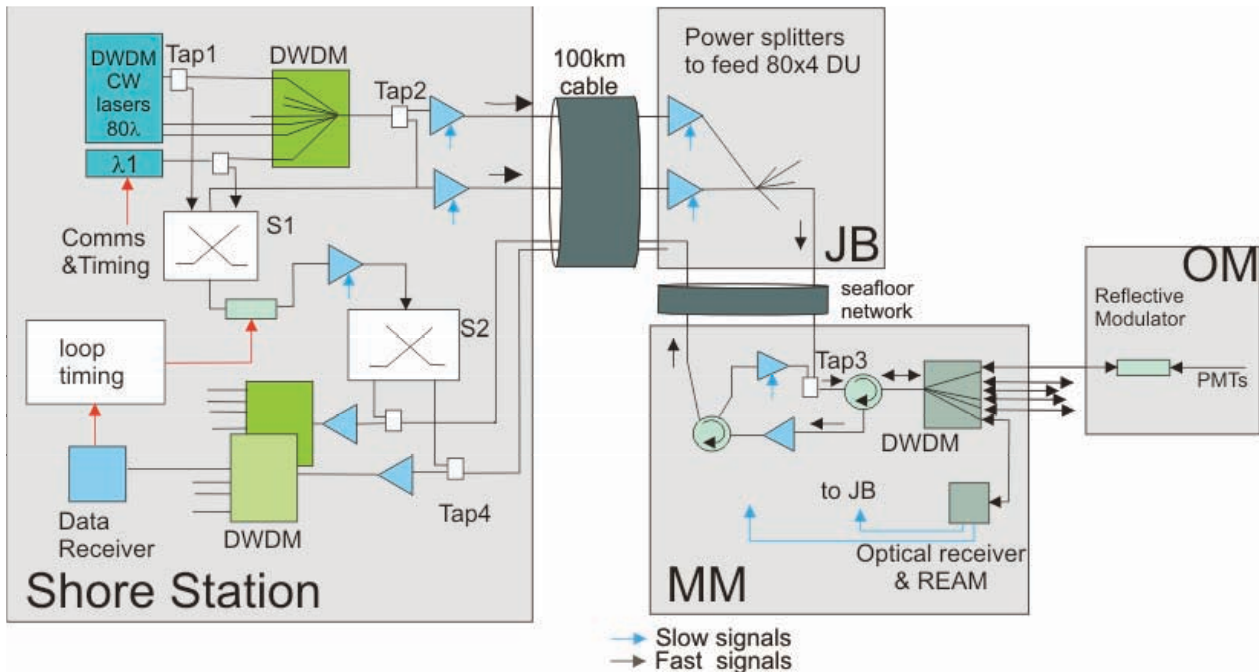 DWDM
CW
lasers
80λ
Tap1
DWDM
Tap2
λ1
Comms
&Timing
S1
S2
loop
timing
Data
Receiver
DWDM
Tap4
Shore Station
100km
cable
Power splitters
to feed 80x4 DU
JB
seafloor
network
OM
Reflective
Modulator
PMTs
Tap3
DWDM
to JB
Optical receiver
& REAM
MM
Slow signals
Fast signals